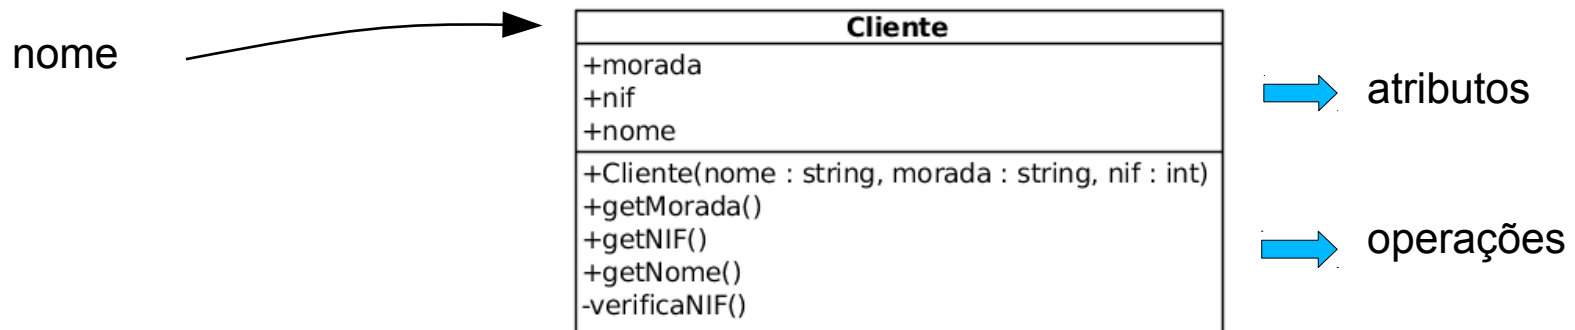 nome
Cliente
+morada
+nif
+nome
atributos
+Cliente(nome : string, morada : string, nif : int)
+getMorada()
+getNIF()
+getNome()
-verificaNIF()
operações